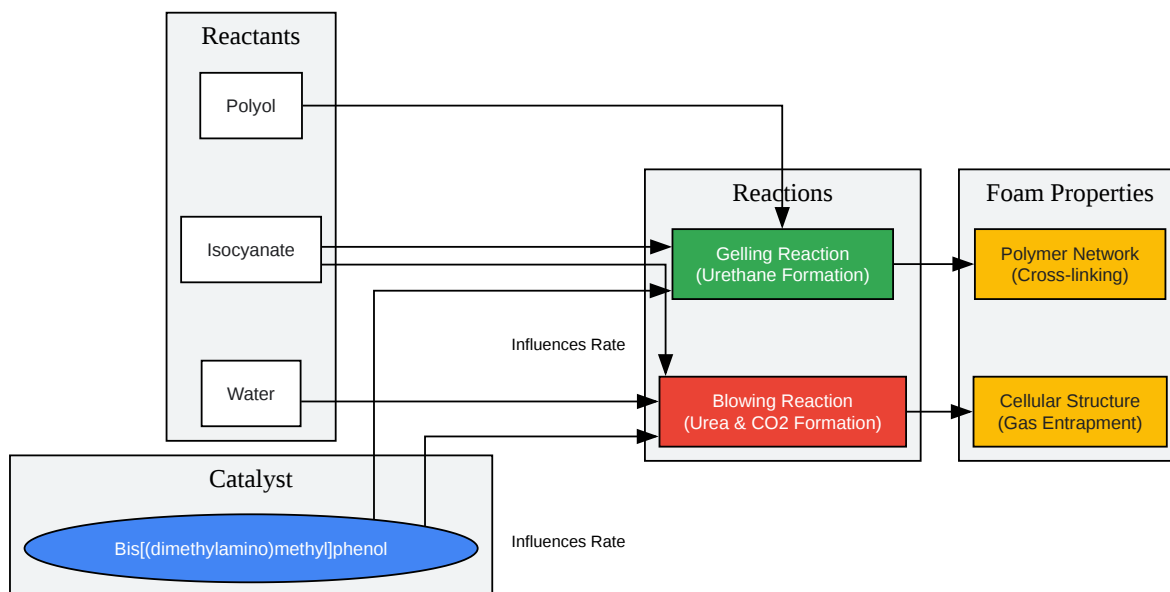 Reactants
Polyol
Isocyanate
Water
Reactions
Gelling Reaction
(Urethane Formation)
Influences Rate
Blowing Reaction
(Urea & CO2 Formation)
Foam Properties
Polymer Network
(Cross-linking)
Cellular Structure
(Gas Entrapment)
Catalyst
Bis[(dimethylamino)methyl]phenol
Influences Rate